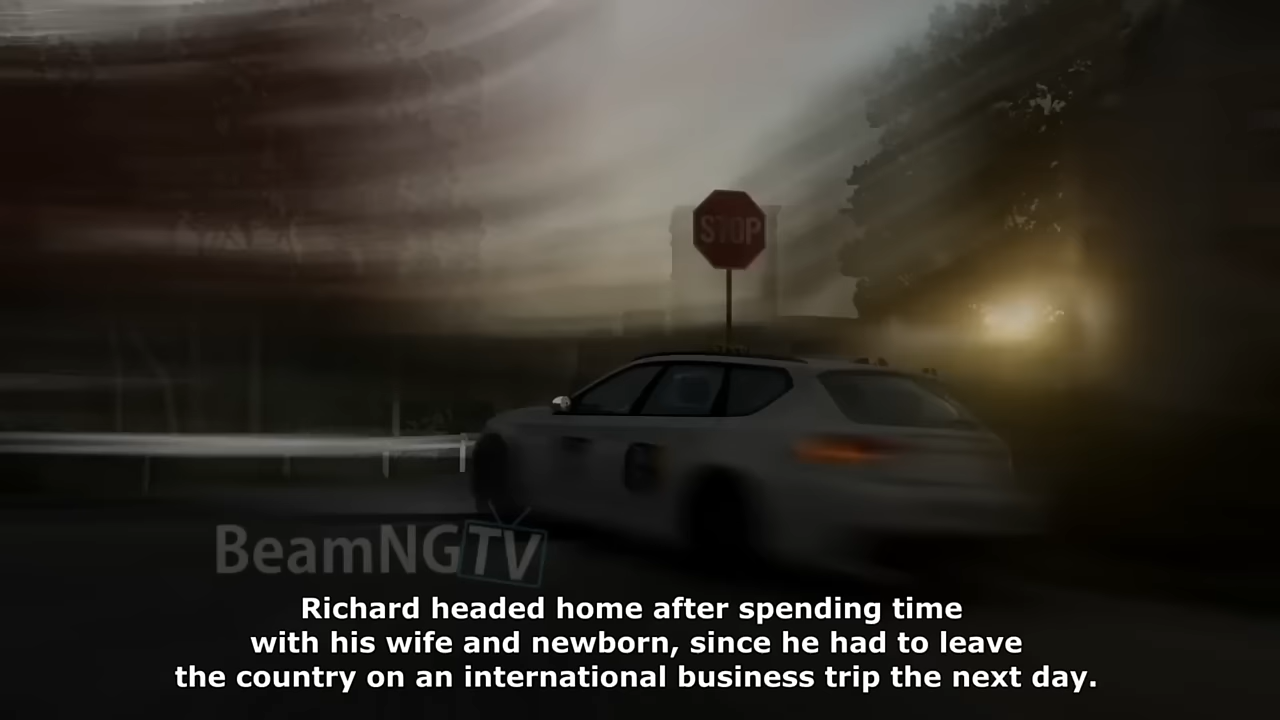 STOP
BeamNGTV
Richard headed home after spending time
with his wife and newborn, since he had to leave
the country on an international business trip the next day.